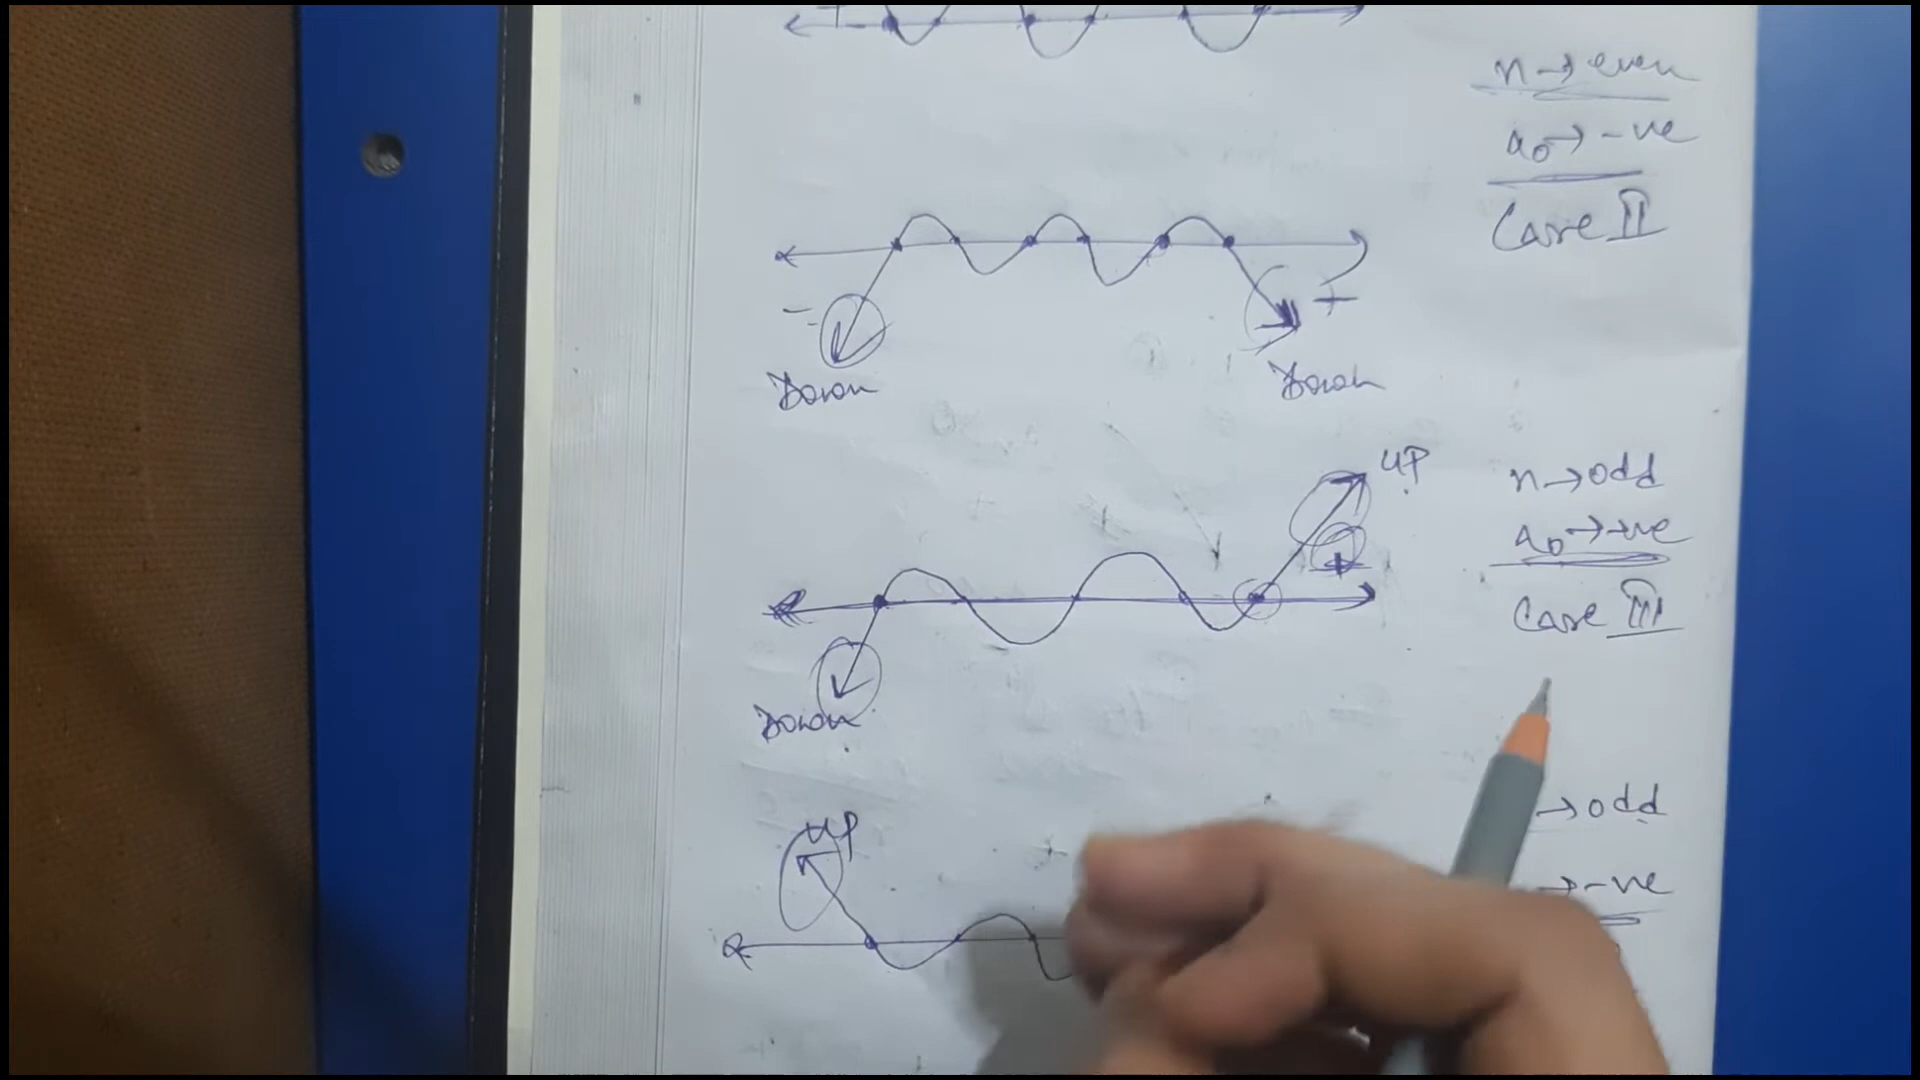 n→even
a₀→-ve
Case II
-
+
Down
Down
UP
n→odd
a₀→+ve
+
Case III
Down
→odd
UP
→-ve